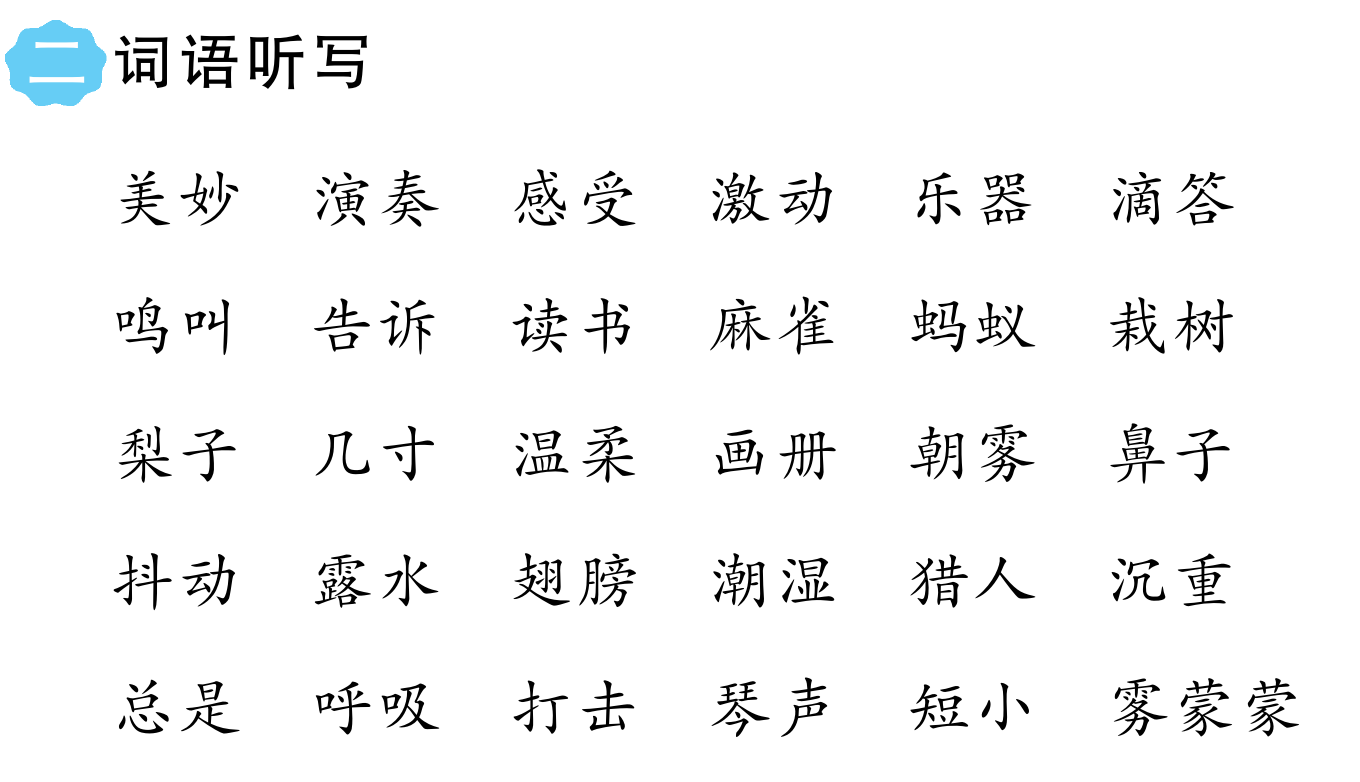 二 词语听写
美妙 演奏 感受 激动 乐器 滴答
鸣叫 告诉 读书 麻雀 蚂蚁 栽树
梨子 几寸 温柔 画册 朝雾 鼻子
抖动 露水 翅膀 潮湿 猎人 沉重
总是 呼吸 打击 琴声 短小 雾蒙蒙